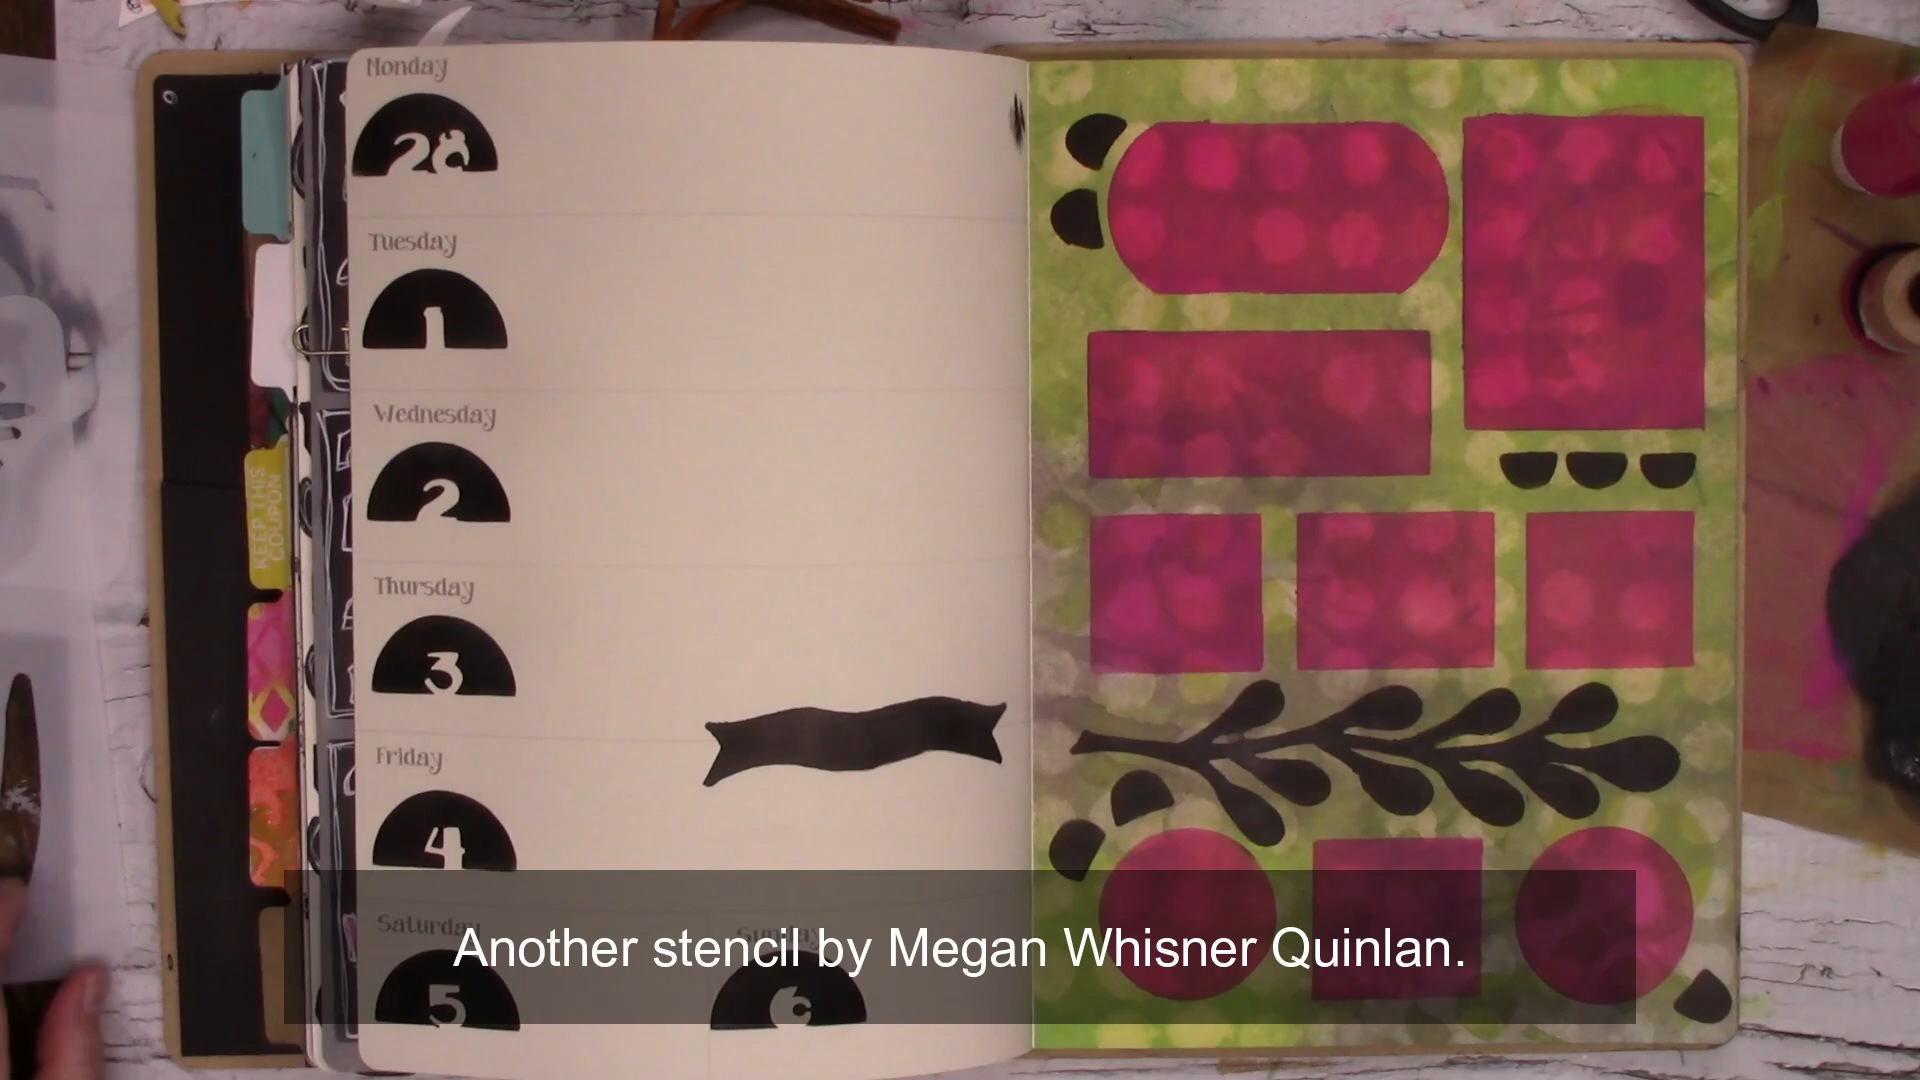 Monday
28
Tuesday
1
Wednesday
2
Thursday
3
Friday
4
Saturday
Sunday
5
6
KEEP THIS
COUPON
Another stencil by Megan Whisner Quinlan.